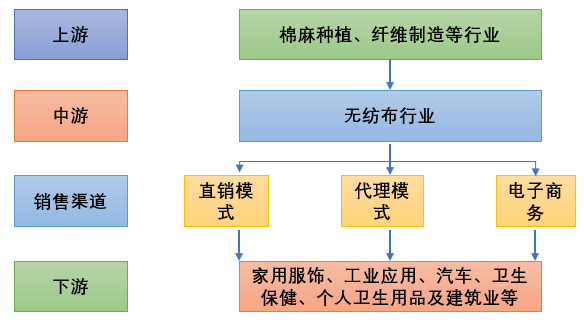 上游
棉麻种植、纤维制造等行业
中游
无纺布行业
销售渠道
直销模
式
代理模
式
电子商
务
下游
家用服饰、工业应用、汽车、卫生
保健、个人卫生用品及建筑业等